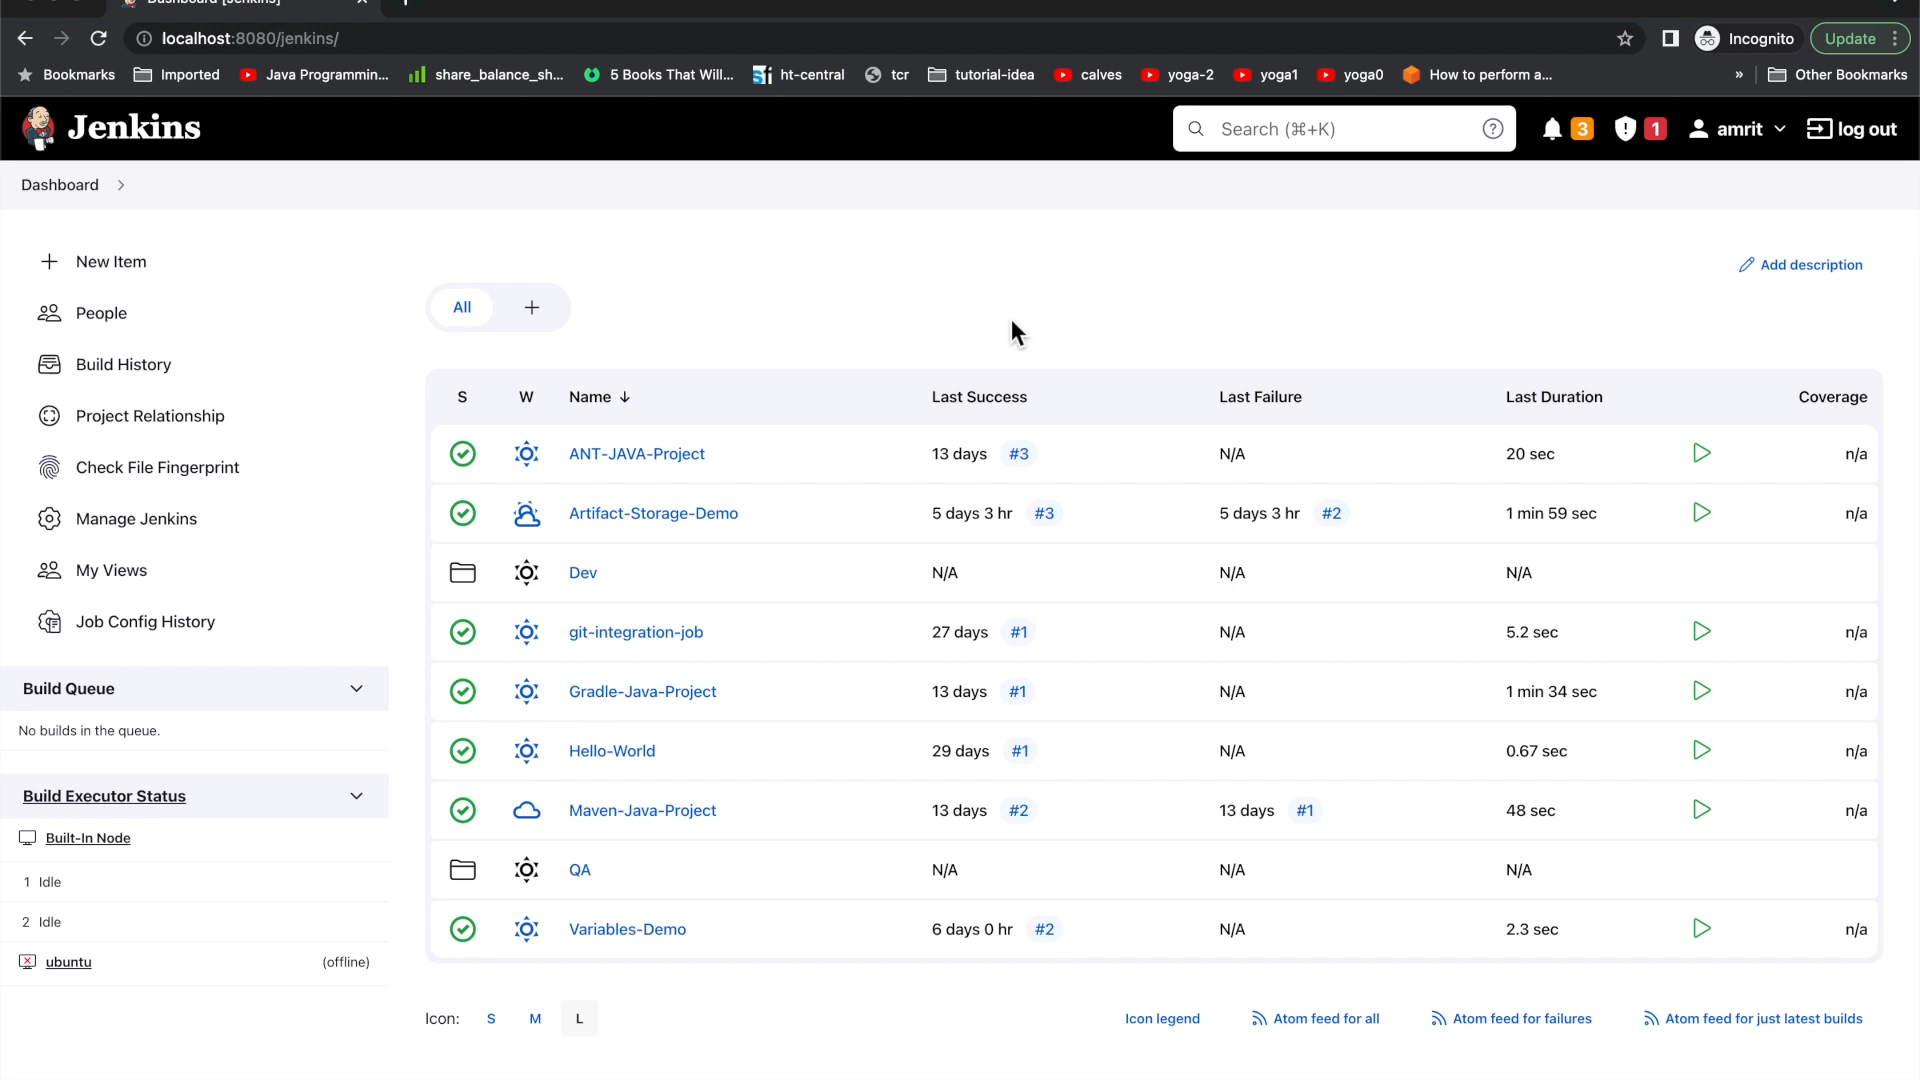 Dashboard [Jenkins]
localhost:8080/jenkins/
Incognito
Update
Bookmarks
Imported
Java Programmin...
share_balance_sh...
5 Books That Will...
ht-central
tcr
tutorial-idea
calves
yoga-2
yoga1
yoga0
How to perform a...
»
Other Bookmarks
Jenkins
Search (⌘+K)
3
1
amrit
log out
Dashboard
New Item
People
Build History
Project Relationship
Check File Fingerprint
Manage Jenkins
My Views
Job Config History
Build Queue
No builds in the queue.
Build Executor Status
Built-In Node
1 Idle
2 Idle
ubuntu (offline)
Add description
All +
S W Name ↓ Last Success Last Failure Last Duration Coverage
ANT-JAVA-Project 13 days #3 N/A 20 sec n/a
Artifact-Storage-Demo 5 days 3 hr #3 5 days 3 hr #2 1 min 59 sec n/a
Dev N/A N/A N/A
git-integration-job 27 days #1 N/A 5.2 sec n/a
Gradle-Java-Project 13 days #1 N/A 1 min 34 sec n/a
Hello-World 29 days #1 N/A 0.67 sec n/a
Maven-Java-Project 13 days #2 13 days #1 48 sec n/a
QA N/A N/A N/A
Variables-Demo 6 days 0 hr #2 N/A 2.3 sec n/a
Icon: S M L
Icon legend
Atom feed for all
Atom feed for failures
Atom feed for just latest builds